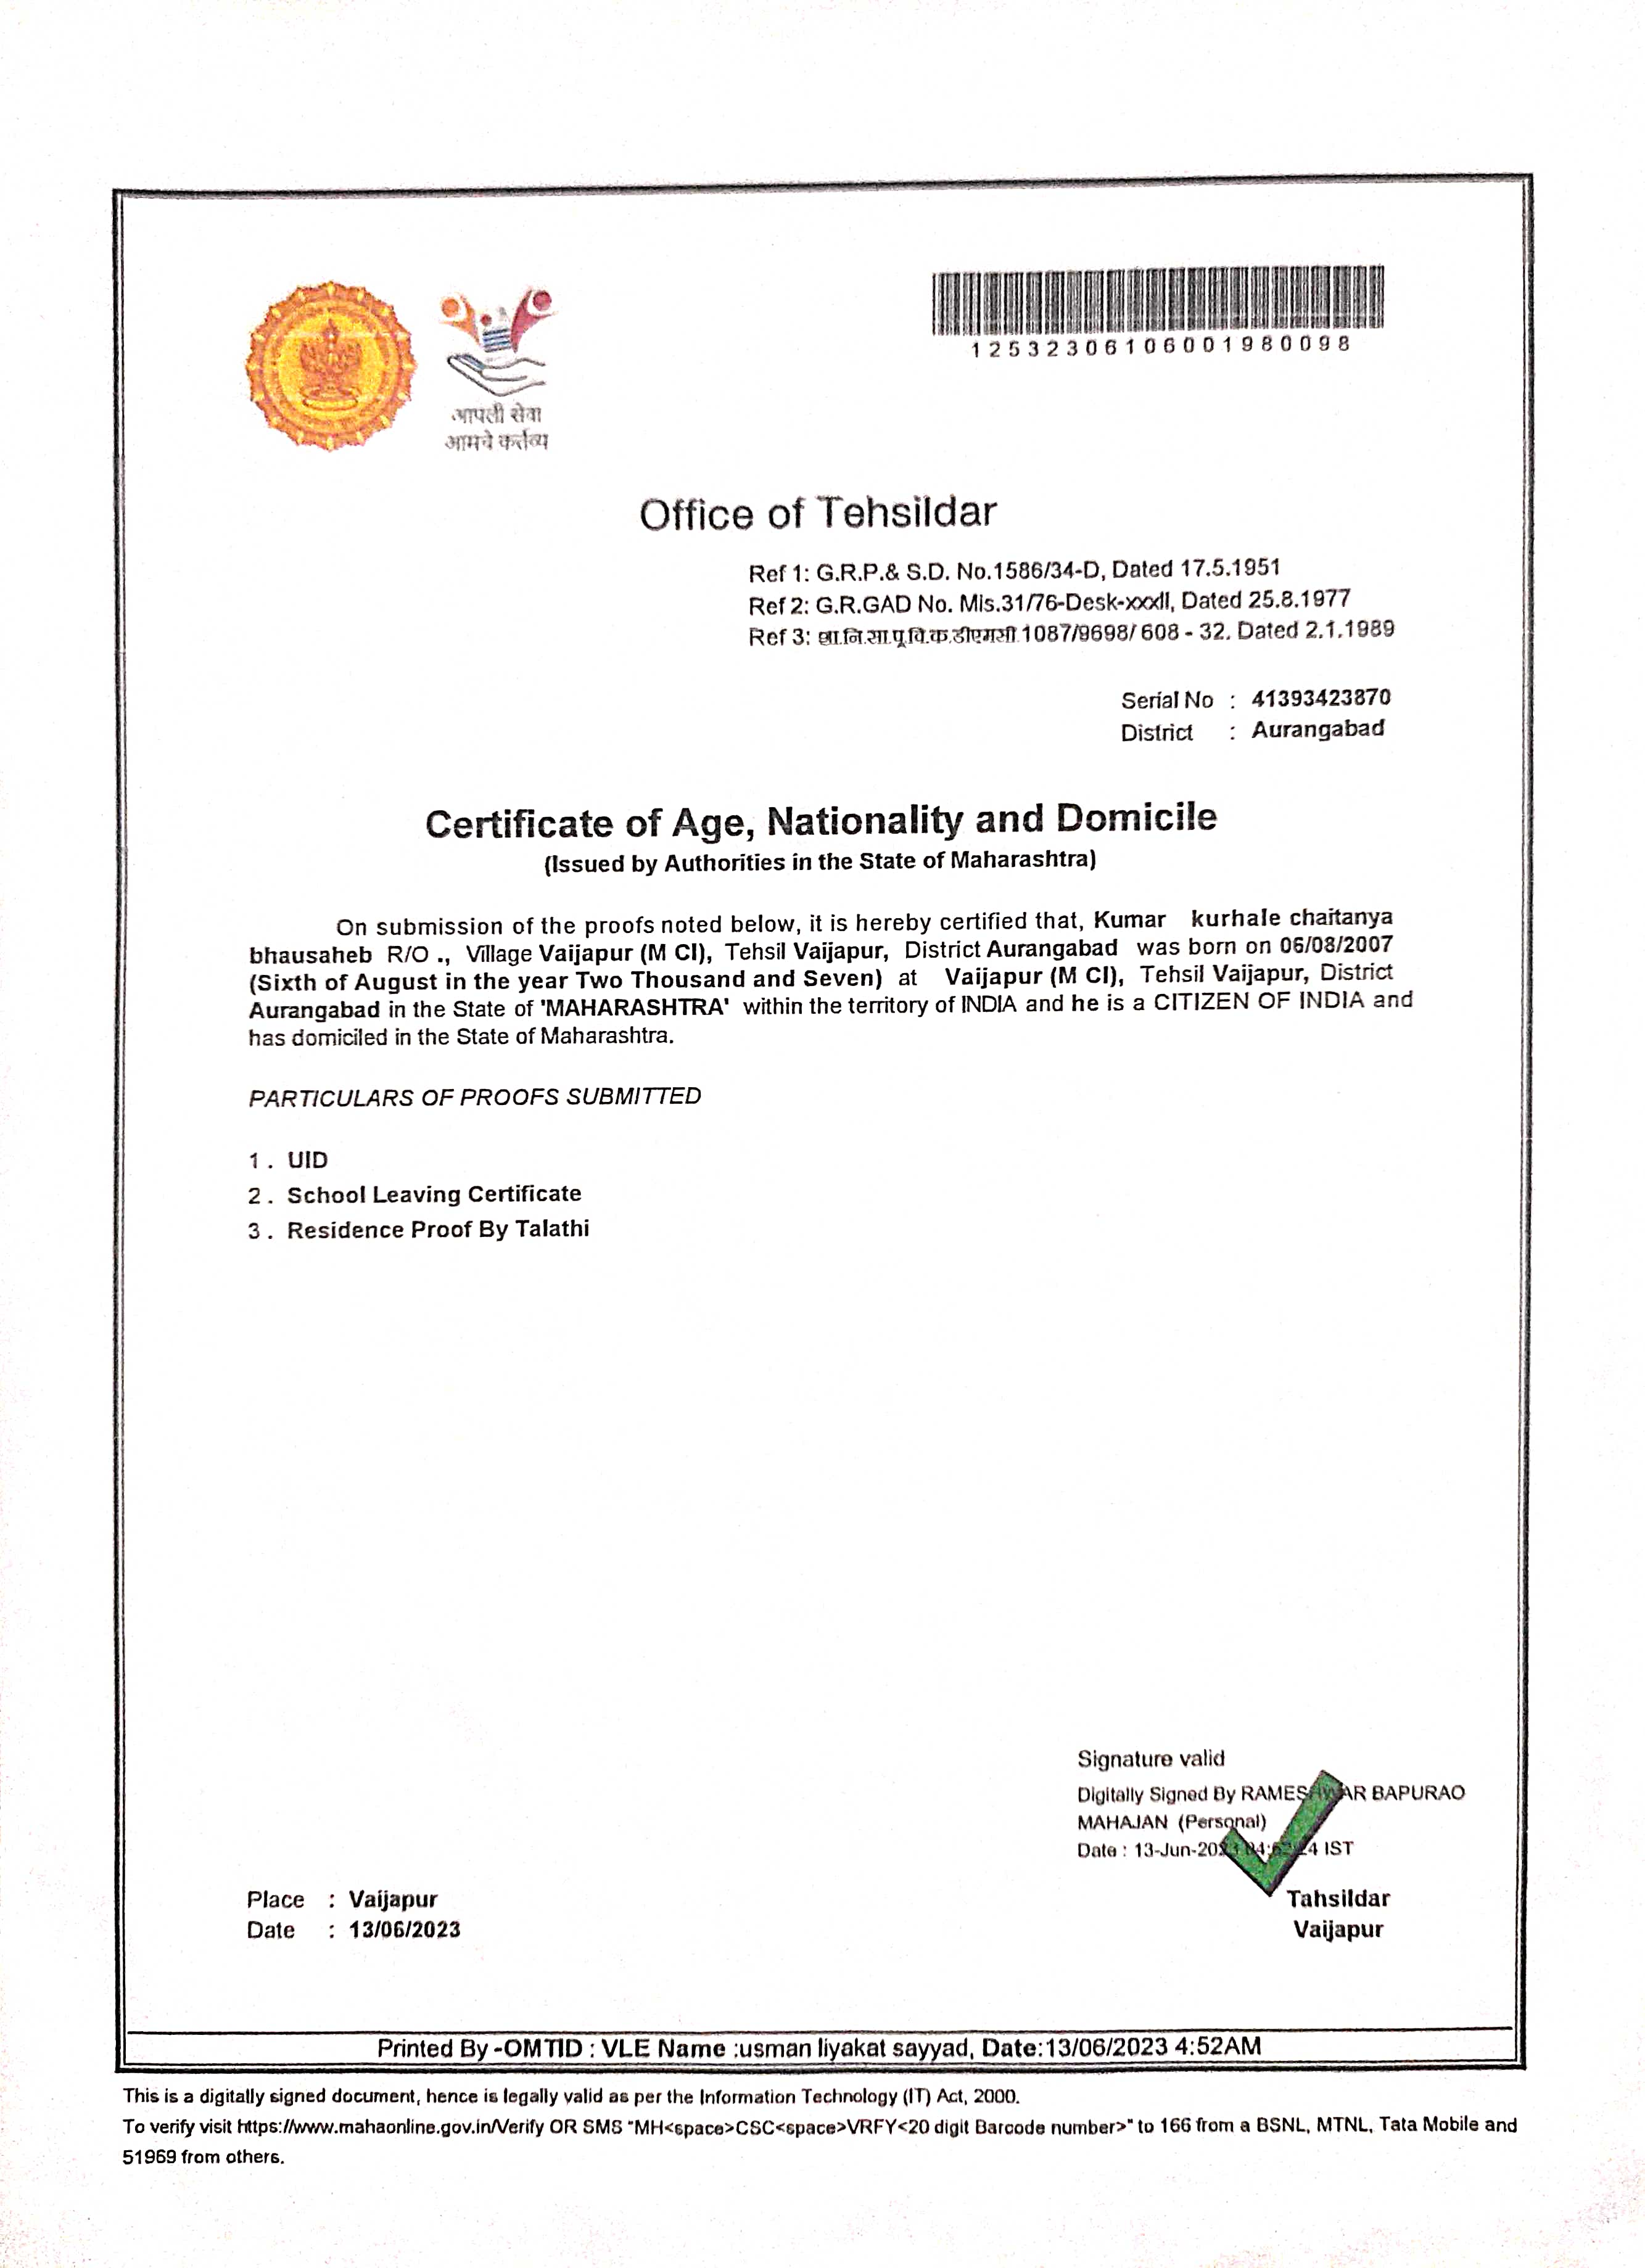 12532306106001980098
आपली सेवा
आमचे कर्तव्य
Office of Tehsildar
Ref 1: G.R.P.& S.D. No.1586/34-D, Dated 17.5.1951
Ref 2: G.R.GAD No. Mis.31/76-Desk-xxxII, Dated 25.8.1977
Ref 3: शा.नि.सा.पू.वि.क्र.डीएमसी 1087/9698/ 608 - 32. Dated 2.1.1989
Serial No : 41393423870
District : Aurangabad
Certificate of Age, Nationality and Domicile
(Issued by Authorities in the State of Maharashtra)
On submission of the proofs noted below, it is hereby certified that, Kumar kurhale chaitanya
bhausaheb R/O ., Village Vaijapur (M Cl), Tehsil Vaijapur, District Aurangabad was born on 06/08/2007
(Sixth of August in the year Two Thousand and Seven) at Vaijapur (M Cl), Tehsil Vaijapur, District
Aurangabad in the State of 'MAHARASHTRA' within the territory of INDIA and he is a CITIZEN OF INDIA and
has domiciled in the State of Maharashtra.
PARTICULARS OF PROOFS SUBMITTED
1 . UID
2 . School Leaving Certificate
3 . Residence Proof By Talathi
Signature valid
Digitally Signed By RAMESHWAR BAPURAO
MAHAJAN (Personal)
Date : 13-Jun-2023 IST
Place : Vaijapur
Date : 13/06/2023
Tahsildar
Vaijapur
Printed By -OMTID : VLE Name :usman liyakat sayyad, Date:13/06/2023 4:52AM
This is a digitally signed document, hence is legally valid as per the Information Technology (IT) Act, 2000.
To verify visit https://www.mahaonline.gov.in/Verify OR SMS "MH<space>CSC<space>VRFY<20 digit Barcode number>" to 166 from a BSNL, MTNL, Tata Mobile and
51969 from others.